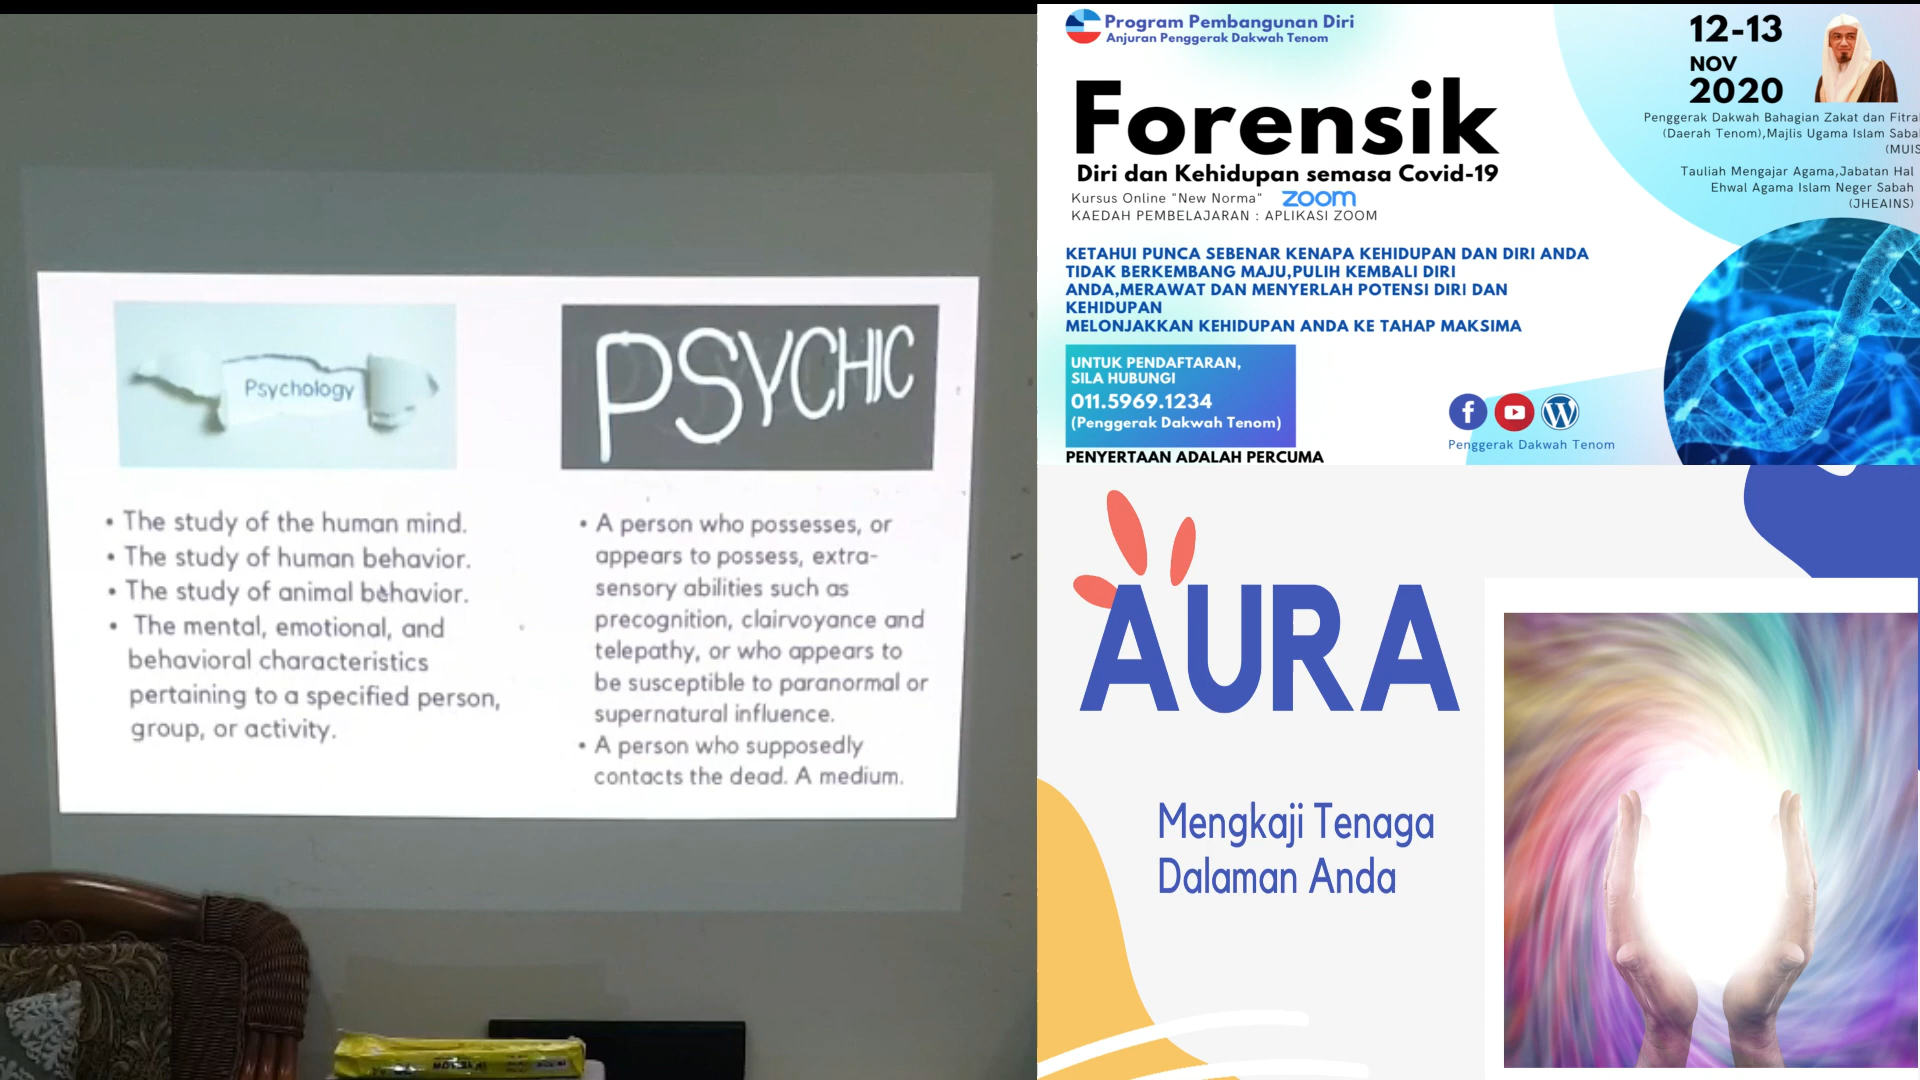 Psychology
• The study of the human mind.
• The study of human behavior.
• The study of animal behavior.
• The mental, emotional, and
behavioral characteristics
pertaining to a specified person,
group, or activity.
PSYCHIC
• A person who possesses, or
appears to possess, extra-
sensory abilities such as
precognition, clairvoyance and
telepathy, or who appears to
be susceptible to paranormal or
supernatural influence.
• A person who supposedly
contacts the dead. A medium.
Program Pembangunan Diri
Anjuran Penggerak Dakwah Tenom
Forensik
Diri dan Kehidupan semasa Covid-19
Kursus Online "New Norma" zoom
KAEDAH PEMBELAJARAN : APLIKASI ZOOM
12-13
NOV
2020
Penggerak Dakwah Bahagian Zakat dan Fitra
(Daerah Tenom),Majlis Ugama Islam Saba
(MUIS
Tauliah Mengajar Agama,Jabatan Hal
Ehwal Agama Islam Neger Sabah
(JHEAINS)
KETAHUI PUNCA SEBENAR KENAPA KEHIDUPAN DAN DIRI ANDA
TIDAK BERKEMBANG MAJU,PULIH KEMBALI DIRI
ANDA,MERAWAT DAN MENYERLAH POTENSI DIRI DAN
KEHIDUPAN
MELONJAKKAN KEHIDUPAN ANDA KE TAHAP MAKSIMA
UNTUK PENDAFTARAN,
SILA HUBUNGI
011.5969.1234
(Penggerak Dakwah Tenom)
PENYERTAAN ADALAH PERCUMA
Penggerak Dakwah Tenom
AURA
Mengkaji Tenaga
Dalaman Anda